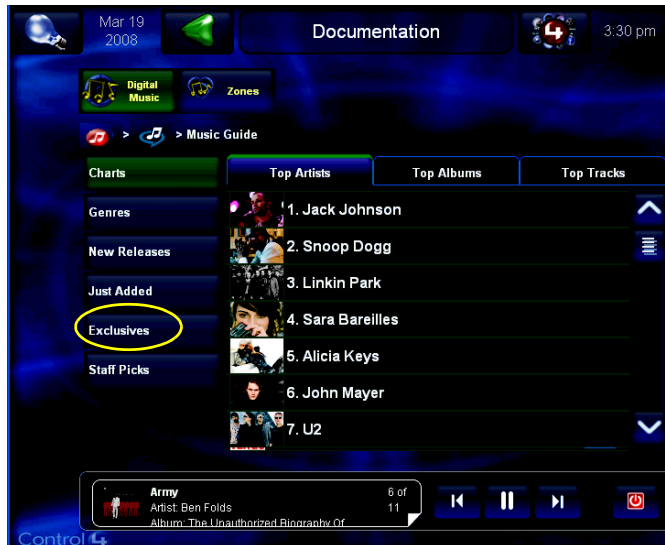 Mar 19
2008
Documentation
4
3:30 pm
Digital
Music
Zones
> > Music Guide
Charts
Top Artists
Top Albums
Top Tracks
Genres
New Releases
Just Added
Exclusives
Staff Picks
1. Jack Johnson
2. Snoop Dogg
3. Linkin Park
4. Sara Bareilles
5. Alicia Keys
6. John Mayer
7. U2
Army
6 of
Artist: Ben Folds
11
Album: The Unauthorized Biography Of
Control4